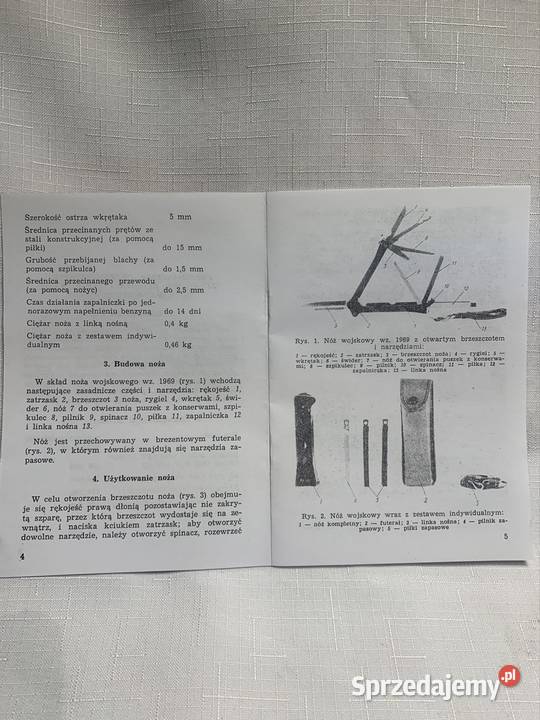 Szerokość ostrza wkrętaka 5 mm
Średnica przecinanych prętów ze
stali konstrukcyjnej (za pomocą
piłki) do 15 mm
Grubość przebijanej blachy (za
pomocą szpikulca) do 1,5 mm
Średnica przecinanego przewodu
(za pomocą nożyc) do 2,5 mm
Czas działania zapalniczki po jed-
norazowym napełnieniu benzyną do 14 dni
Ciężar noża z linką nośną 0,4 kg
Ciężar noża z zestawem indywi-
dualnym 0,46 kg
3. Budowa noża
W skład noża wojskowego wz. 1969 (rys. 1) wchodzą
następujące zasadnicze części i narzędzia: rękojeść 1,
zatrzask 2, brzeszczot 3 noża, rygiel 4, wkrętak 5, świ-
der 6, nóż 7 do otwierania puszek z konserwami, szpi-
kulec 8, pilnik 9, spinacz 10, piłka 11, zapalniczka 12
i linka nośna 13.
Nóż jest przechowywany w brezentowym futerale
(rys. 2), w którym również znajdują się narzędzia za-
pasowe.
4. Użytkowanie noża
W celu otworzenia brzeszczotu noża (rys. 3) obejmu-
je się rękojeść prawą dłonią pozostawiając nie zakry-
tą szparę, przez którą brzeszczot wydostaje się na ze-
wnątrz, i naciska kciukiem zatrzask; aby otworzyć
dowolne narzędzie, należy otworzyć spinacz, rozewrzeć
4
Rys. 1. Nóż wojskowy wz. 1969 z otwartym brzeszczotem
i narzędziami:
1 — rękojeść; 2 — zatrzask; 3 — brzeszczot noża; 4 — rygiel; 5 —
wkrętak; 6 — świder; 7 — nóż do otwierania puszek z konserwa-
mi; 8 — szpikulec; 9 — pilnik; 10 — spinacz; 11 — piłka; 12 —
zapalniczka; 13 — linka nośna
Rys. 2. Nóż wojskowy wraz z zestawem indywidualnym:
1 — nóż kompletny; 2 — futerał; 3 — linka nośna; 4 — pilnik za-
pasowy; 5 — piłki zapasowe
5
Sprzedajemy.pl